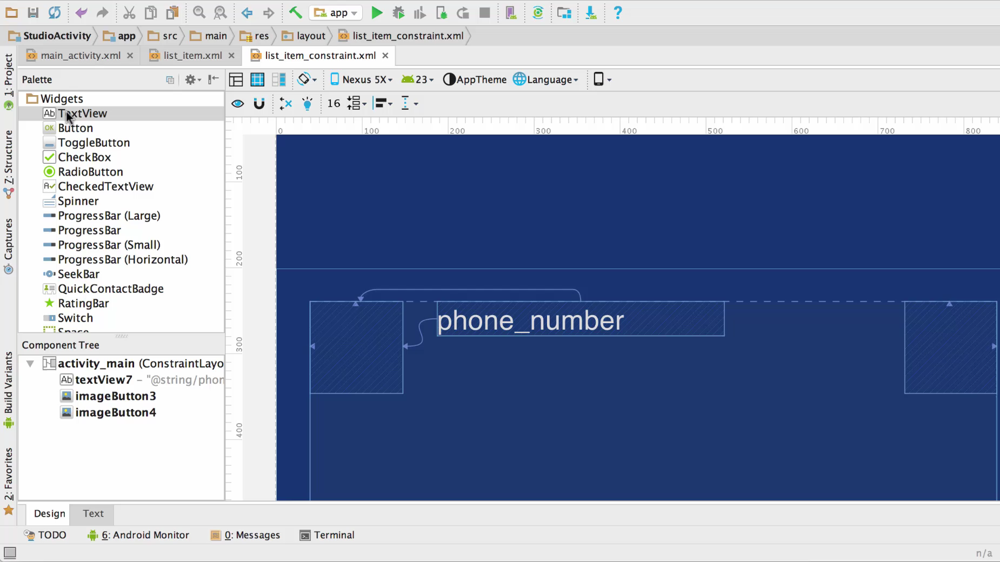 app
StudioActivity app src main res layout list_item_constraint.xml
main_activity.xml list_item.xml list_item_constraint.xml
1: Project
Z: Structure
Captures
Build Variants
2: Favorites
Palette
Nexus 5X 23 AppTheme Language
16
Widgets
Ab TextView
OK Button
ToggleButton
CheckBox
RadioButton
CheckedTextView
Spinner
ProgressBar (Large)
ProgressBar
ProgressBar (Small)
ProgressBar (Horizontal)
SeekBar
QuickContactBadge
RatingBar
Switch
Space
0 100 200 300 400 500 600 700 800
100
200
300
400
phone_number
Component Tree
activity_main (ConstraintLayo
Ab textView7 – "@string/phon
imageButton3
imageButton4
Design Text
TODO 6: Android Monitor 0: Messages Terminal
n/a